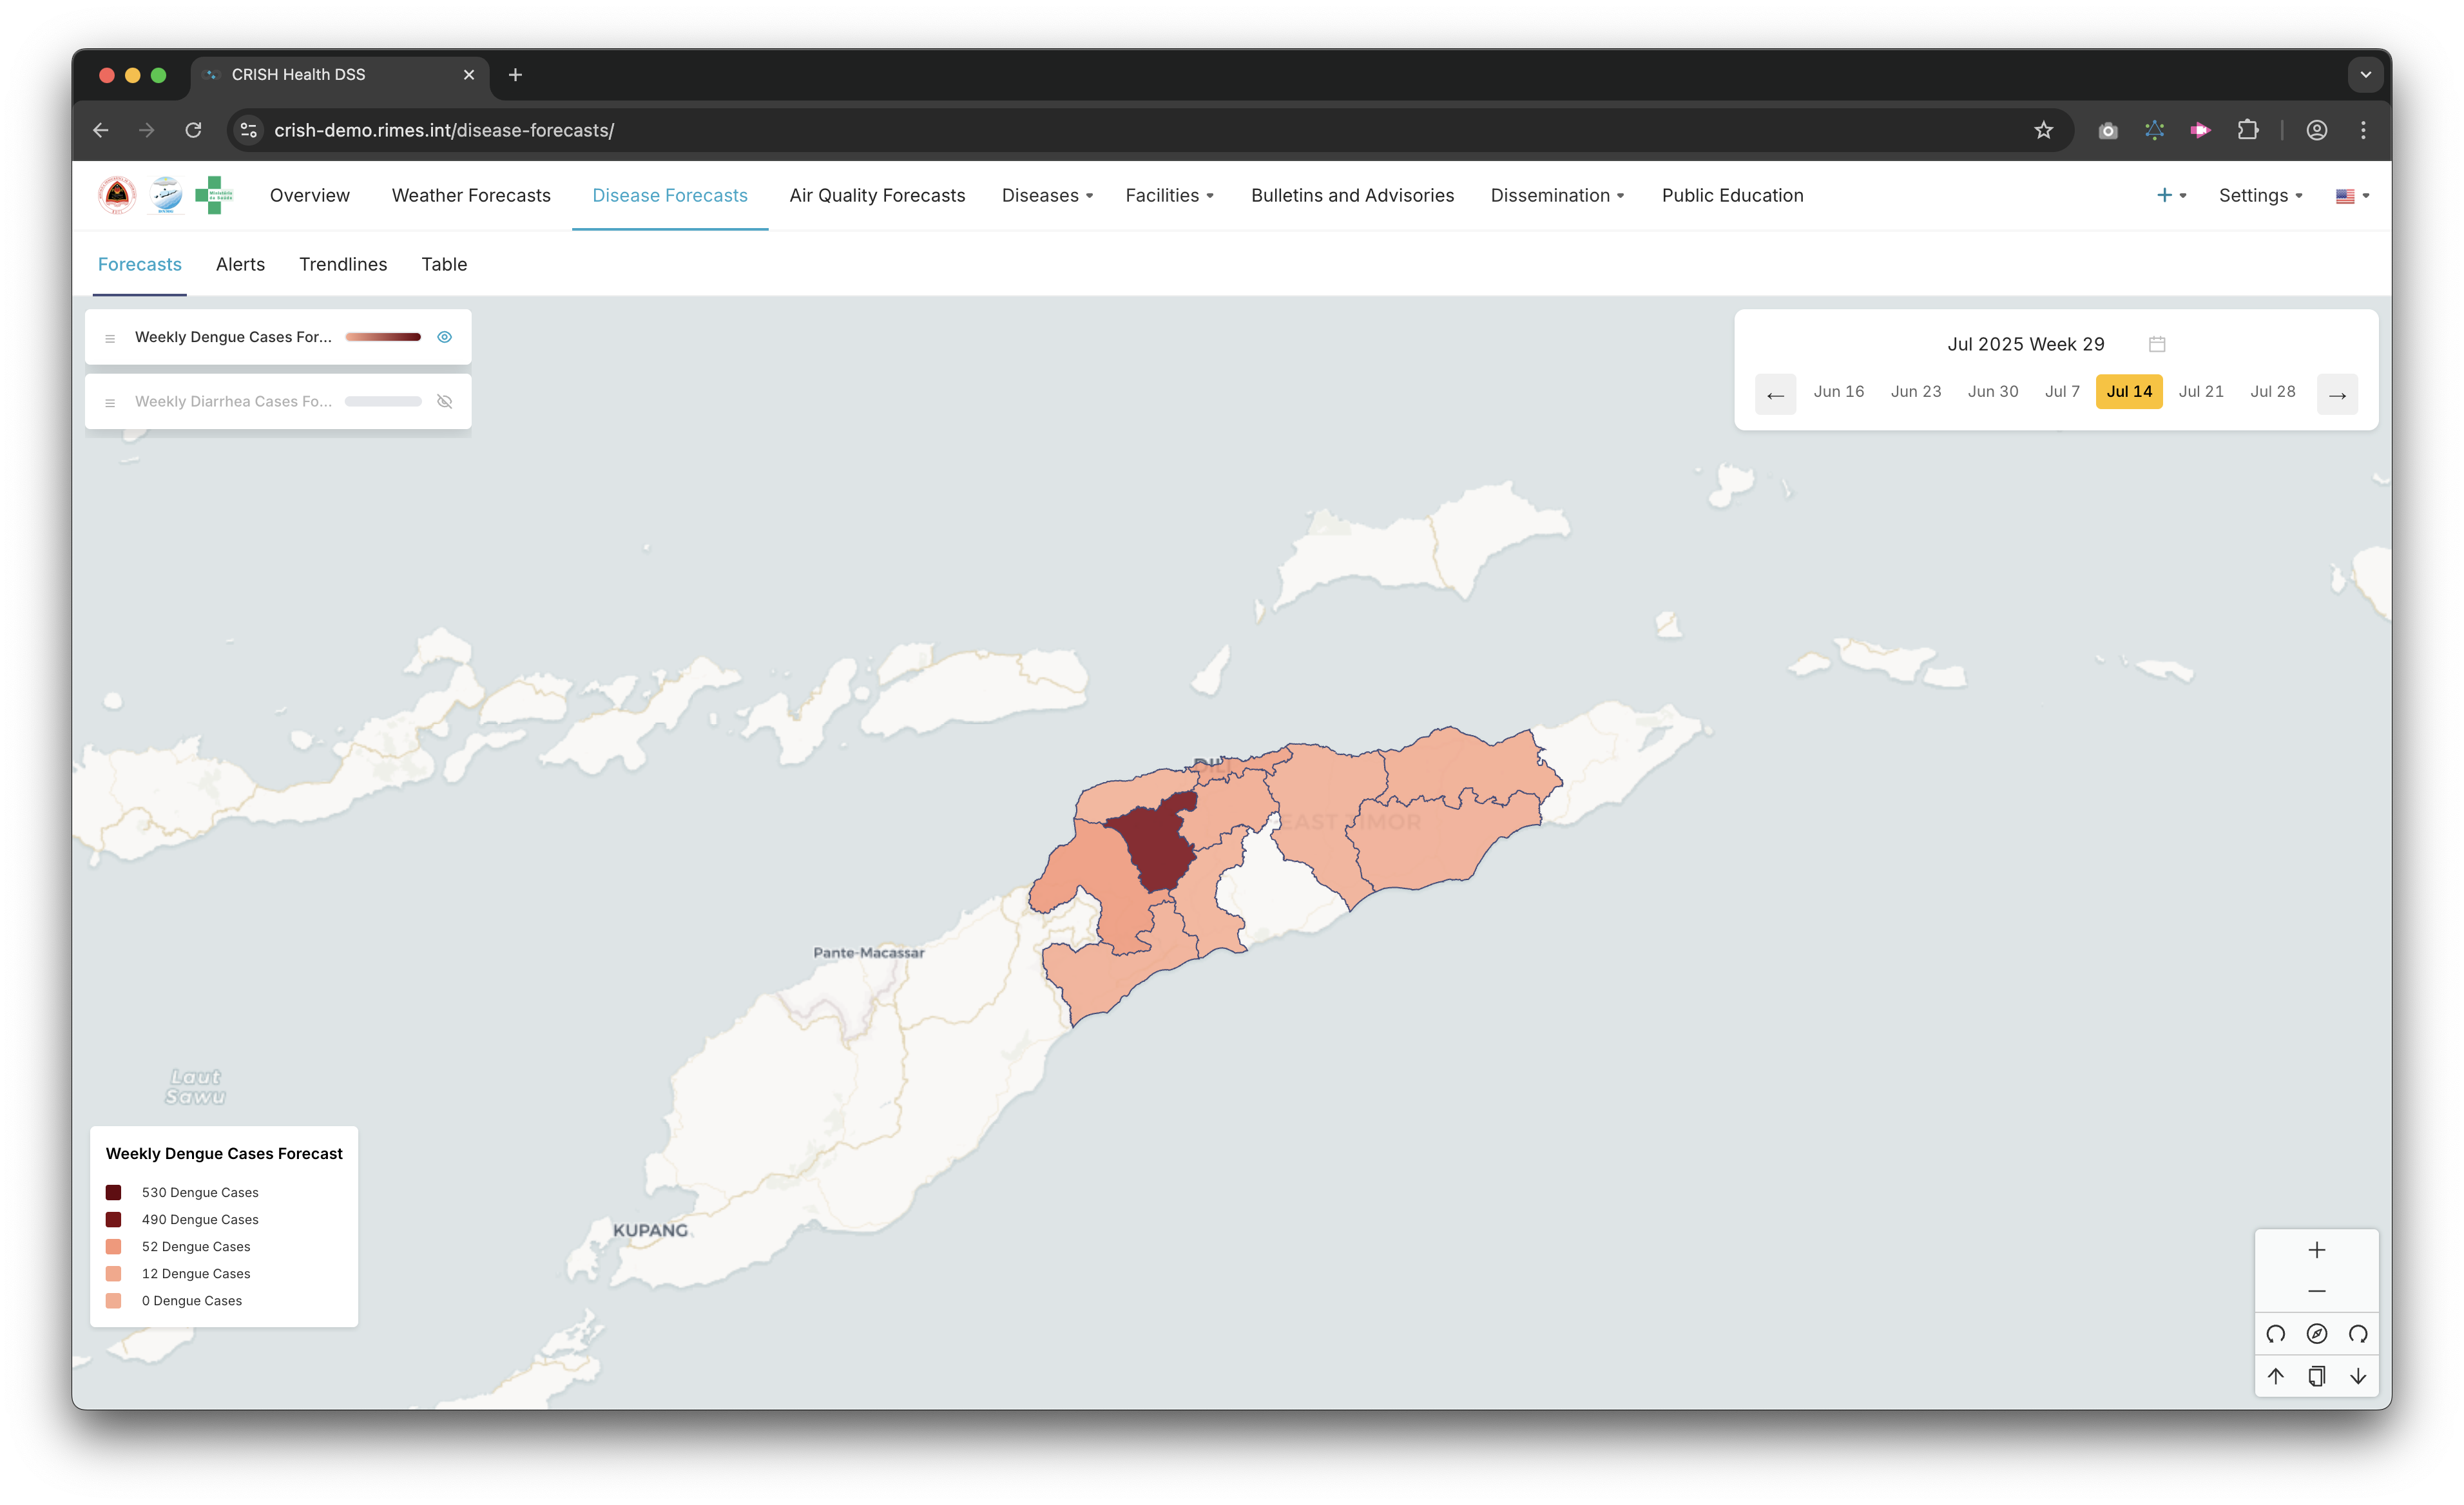 CRISH Health DSS
crish-demo.rimes.int/disease-forecasts/
Overview Weather Forecasts Disease Forecasts Air Quality Forecasts Diseases Facilities Bulletins and Advisories Dissemination Public Education Settings
Forecasts Alerts Trendlines Table
Weekly Dengue Cases For...
Weekly Diarrhea Cases Fo...
Jul 2025 Week 29
← Jun 16 Jun 23 Jun 30 Jul 7 Jul 14 Jul 21 Jul 28 →
DILI
EAST TIMOR
Pante-Macassar
Laut
Sawu
KUPANG
Weekly Dengue Cases Forecast
530 Dengue Cases
490 Dengue Cases
52 Dengue Cases
12 Dengue Cases
0 Dengue Cases